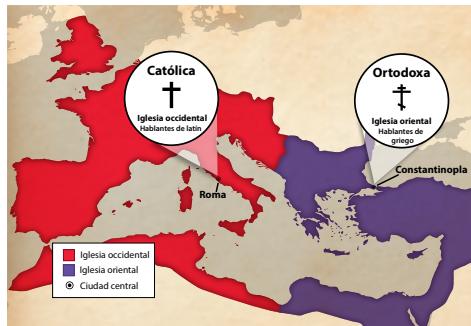 Católica
Iglesia occidental
Hablantes de latín
Ortodoxa
Iglesia oriental
Hablantes de
griego
Constantinopla
Roma
Iglesia occidental
Iglesia oriental
Ciudad central